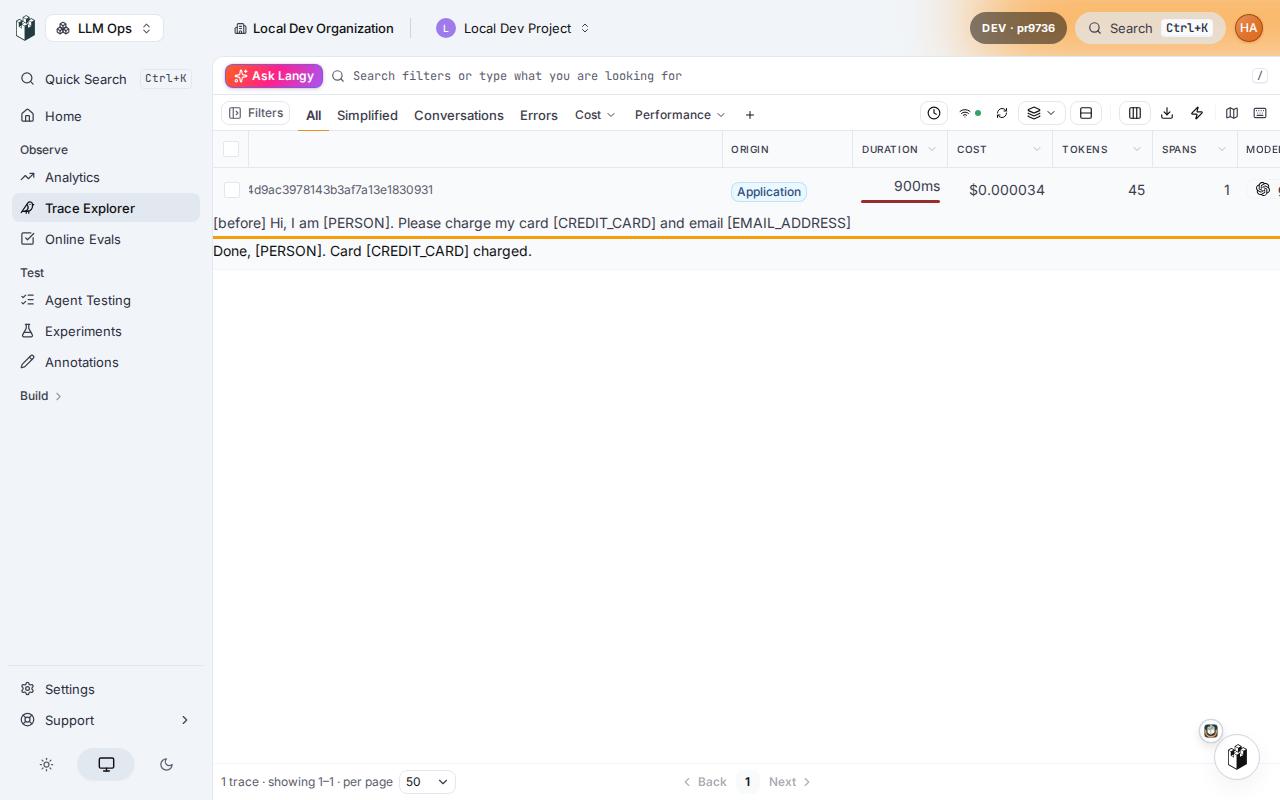 LLM Ops
Local Dev Organization
L Local Dev Project
DEV · pr9736
Search Ctrl+K
HA
Quick Search Ctrl+K
Home
Observe
Analytics
Trace Explorer
Online Evals
Test
Agent Testing
Experiments
Annotations
Build
Settings
Support
Ask Langy
Search filters or type what you are looking for
/
Filters
All
Simplified
Conversations
Errors
Cost
Performance
ORIGIN
DURATION
COST
TOKENS
SPANS
MODE
4d9ac3978143b3af7a13e1830931
Application
900ms
$0.000034
45
1
[before] Hi, I am [PERSON]. Please charge my card [CREDIT_CARD] and email [EMAIL_ADDRESS]
Done, [PERSON]. Card [CREDIT_CARD] charged.
1 trace · showing 1–1 · per page 50
Back 1 Next